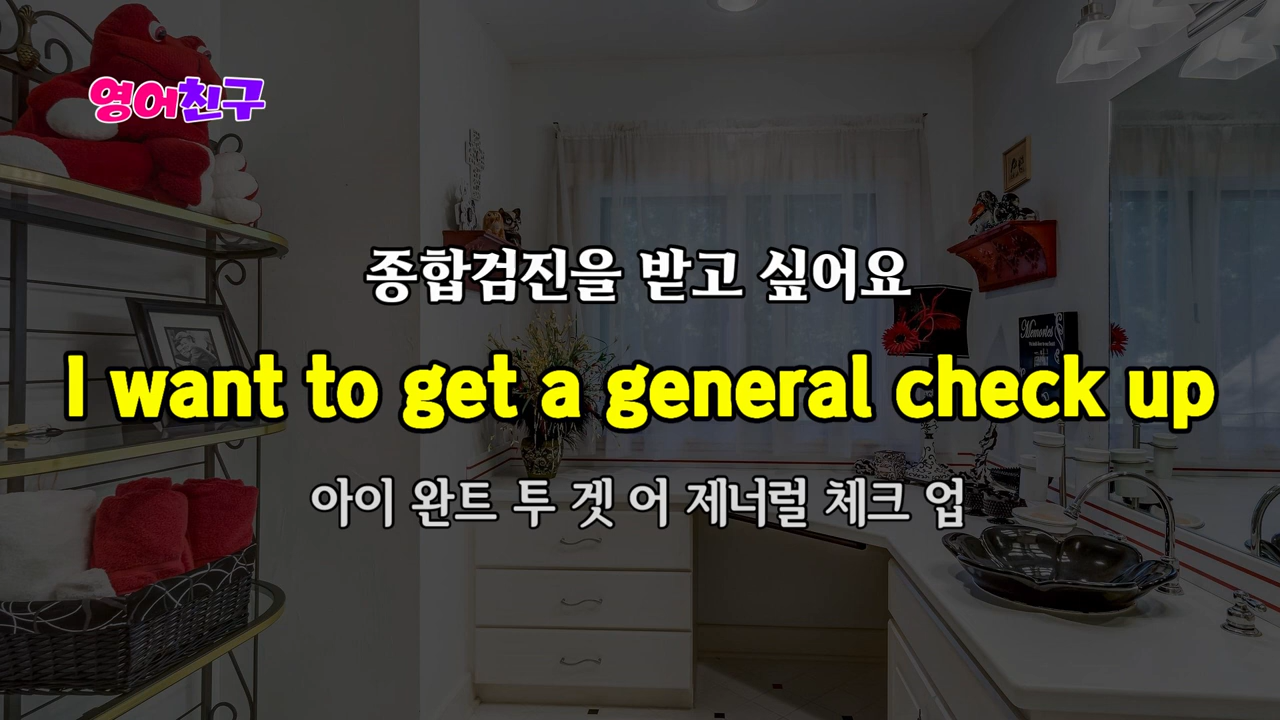 영어친구
종합검진을 받고 싶어요
Memories
I want to get a general check up
아이 완트 투 겟 어 제너럴 체크 업